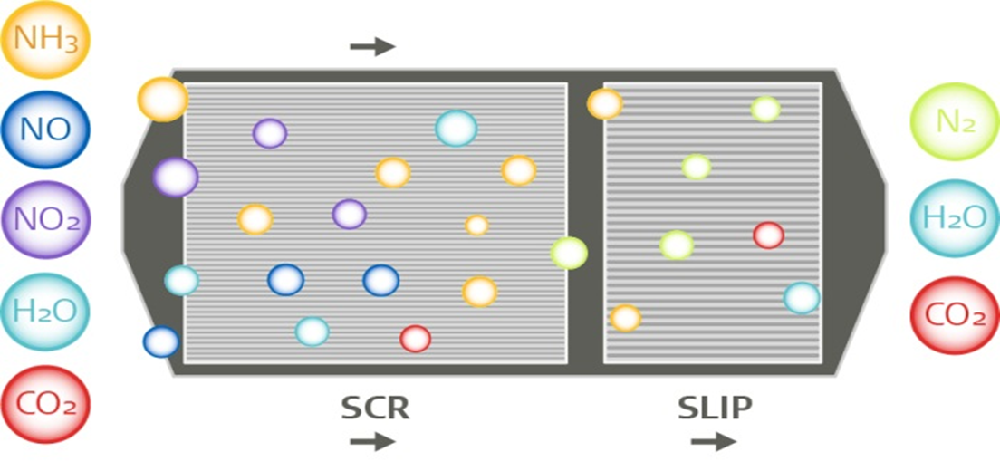 NH₃
NO
NO₂
H₂O
CO₂
N₂
H₂O
CO₂
SCR
SLIP